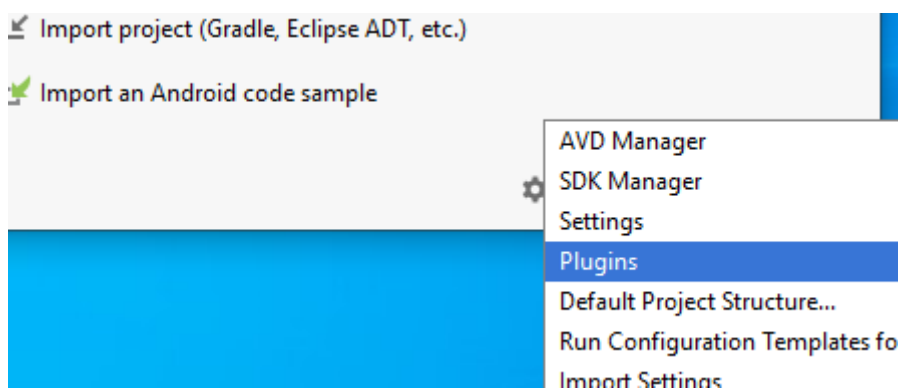 Import project (Gradle, Eclipse ADT, etc.)
Import an Android code sample
AVD Manager
SDK Manager
Settings
Plugins
Default Project Structure...
Run Configuration Templates fo
Import Settings